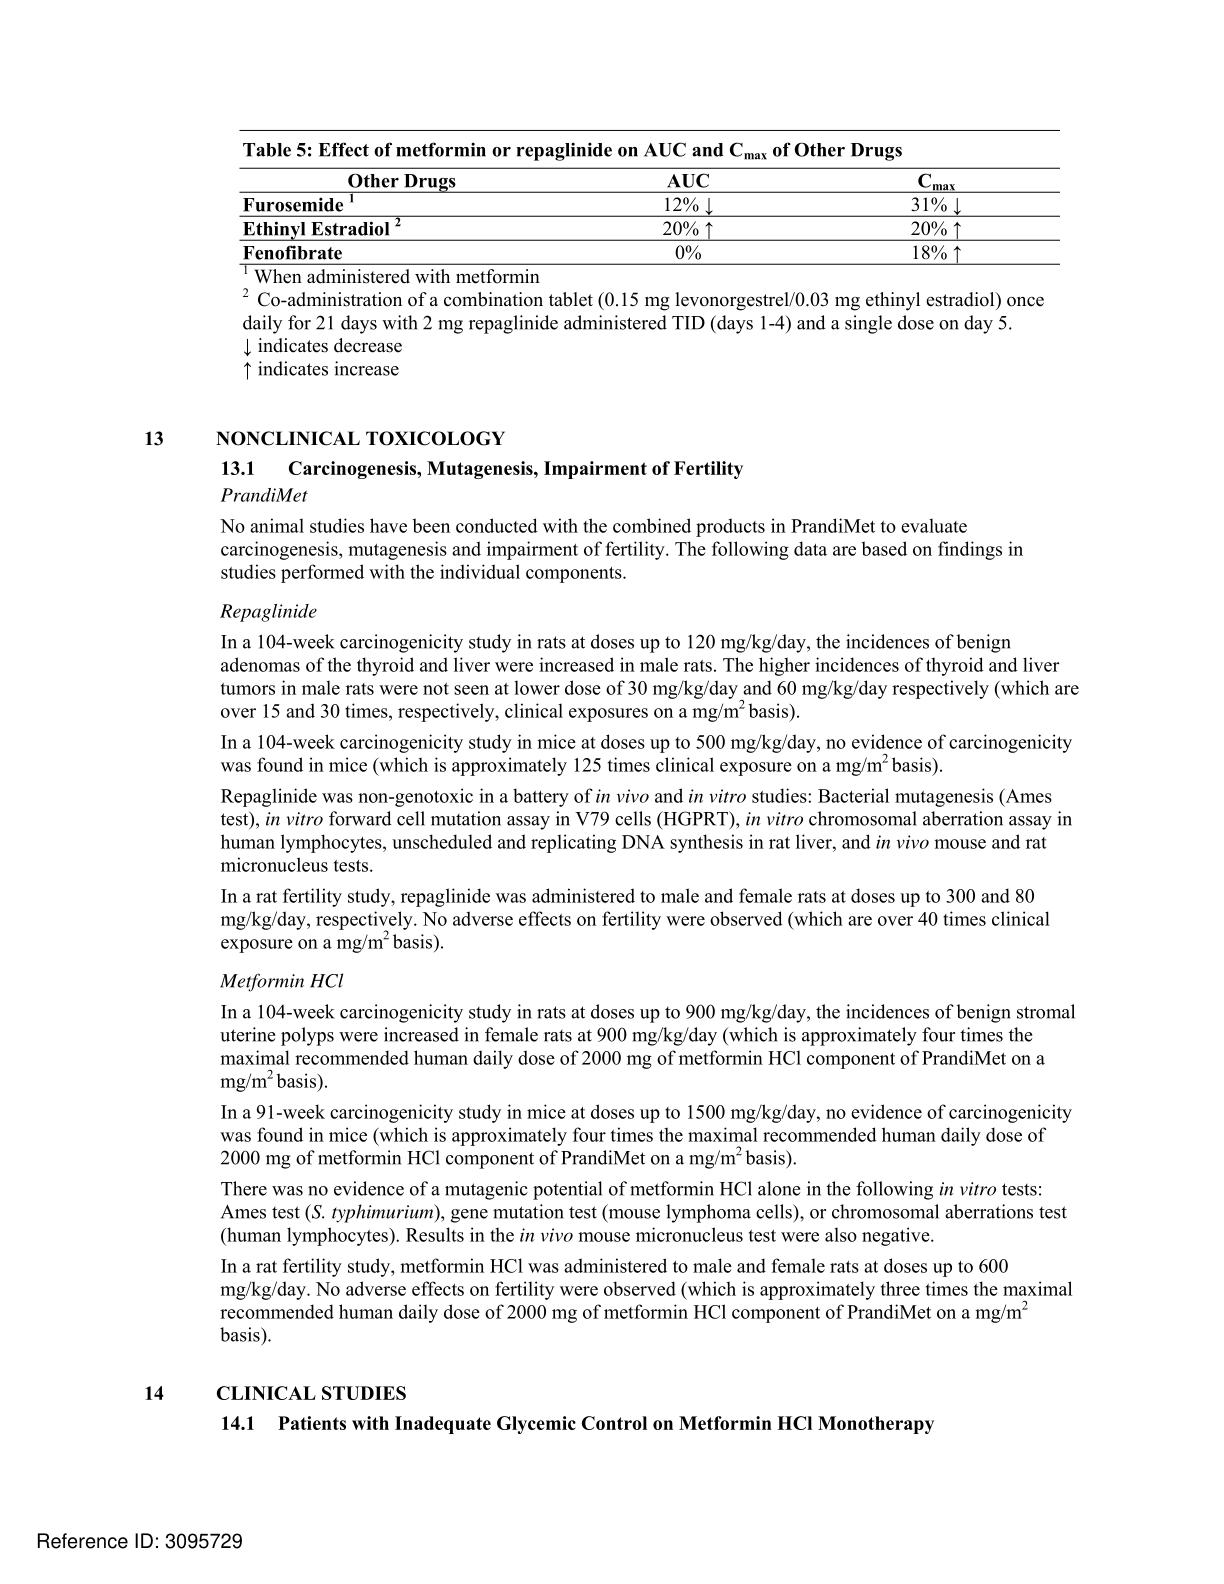 Table 5: Effect of metformin or repaglinide on AUC and Cmax of Other Drugs
Other Drugs AUC Cmax
Furosemide 1 12% ↓ 31% ↓
Ethinyl Estradiol 2 20% ↑ 20% ↑
Fenofibrate 0% 18% ↑
1 When administered with metformin
2 Co-administration of a combination tablet (0.15 mg levonorgestrel/0.03 mg ethinyl estradiol) once
daily for 21 days with 2 mg repaglinide administered TID (days 1-4) and a single dose on day 5.
↓ indicates decrease
↑ indicates increase
13 NONCLINICAL TOXICOLOGY
13.1 Carcinogenesis, Mutagenesis, Impairment of Fertility
PrandiMet
No animal studies have been conducted with the combined products in PrandiMet to evaluate
carcinogenesis, mutagenesis and impairment of fertility. The following data are based on findings in
studies performed with the individual components.
Repaglinide
In a 104-week carcinogenicity study in rats at doses up to 120 mg/kg/day, the incidences of benign
adenomas of the thyroid and liver were increased in male rats. The higher incidences of thyroid and liver
tumors in male rats were not seen at lower dose of 30 mg/kg/day and 60 mg/kg/day respectively (which are
over 15 and 30 times, respectively, clinical exposures on a mg/m2 basis).
In a 104-week carcinogenicity study in mice at doses up to 500 mg/kg/day, no evidence of carcinogenicity
was found in mice (which is approximately 125 times clinical exposure on a mg/m2 basis).
Repaglinide was non-genotoxic in a battery of in vivo and in vitro studies: Bacterial mutagenesis (Ames
test), in vitro forward cell mutation assay in V79 cells (HGPRT), in vitro chromosomal aberration assay in
human lymphocytes, unscheduled and replicating DNA synthesis in rat liver, and in vivo mouse and rat
micronucleus tests.
In a rat fertility study, repaglinide was administered to male and female rats at doses up to 300 and 80
mg/kg/day, respectively. No adverse effects on fertility were observed (which are over 40 times clinical
exposure on a mg/m2 basis).
Metformin HCl
In a 104-week carcinogenicity study in rats at doses up to 900 mg/kg/day, the incidences of benign stromal
uterine polyps were increased in female rats at 900 mg/kg/day (which is approximately four times the
maximal recommended human daily dose of 2000 mg of metformin HCl component of PrandiMet on a
mg/m2 basis).
In a 91-week carcinogenicity study in mice at doses up to 1500 mg/kg/day, no evidence of carcinogenicity
was found in mice (which is approximately four times the maximal recommended human daily dose of
2000 mg of metformin HCl component of PrandiMet on a mg/m2 basis).
There was no evidence of a mutagenic potential of metformin HCl alone in the following in vitro tests:
Ames test (S. typhimurium), gene mutation test (mouse lymphoma cells), or chromosomal aberrations test
(human lymphocytes). Results in the in vivo mouse micronucleus test were also negative.
In a rat fertility study, metformin HCl was administered to male and female rats at doses up to 600
mg/kg/day. No adverse effects on fertility were observed (which is approximately three times the maximal
recommended human daily dose of 2000 mg of metformin HCl component of PrandiMet on a mg/m2
basis).
14 CLINICAL STUDIES
14.1 Patients with Inadequate Glycemic Control on Metformin HCl Monotherapy
Reference ID: 3095729